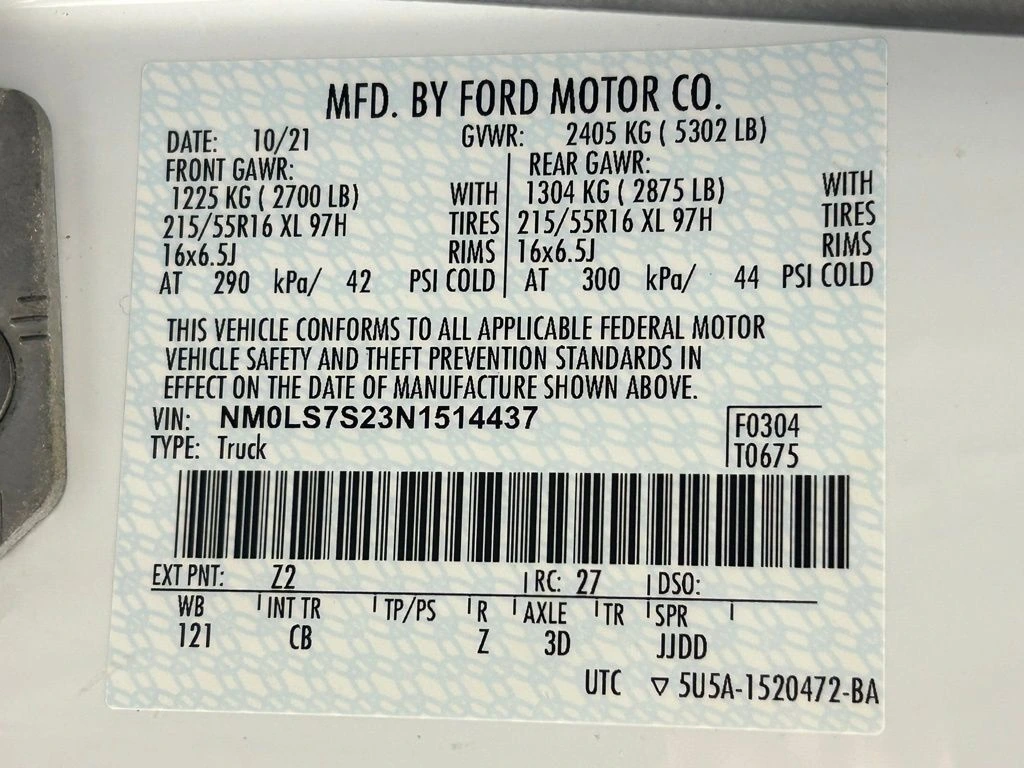 MFD. BY FORD MOTOR CO.
DATE: 10/21 GVWR: 2405 KG ( 5302 LB)
FRONT GAWR: REAR GAWR:
1225 KG ( 2700 LB) WITH 1304 KG ( 2875 LB) WITH
215/55R16 XL 97H TIRES 215/55R16 XL 97H TIRES
16x6.5J RIMS 16x6.5J RIMS
AT 290 kPa/ 42 PSI COLD AT 300 kPa/ 44 PSI COLD
THIS VEHICLE CONFORMS TO ALL APPLICABLE FEDERAL MOTOR
VEHICLE SAFETY AND THEFT PREVENTION STANDARDS IN
EFFECT ON THE DATE OF MANUFACTURE SHOWN ABOVE.
VIN: NM0LS7S23N1514437 F0304
TYPE: Truck T0675
EXT PNT: Z2 RC: 27 DSO:
WB INT TR TP/PS R AXLE TR SPR
121 CB Z 3D JJDD
UTC ▽ 5U5A-1520472-BA